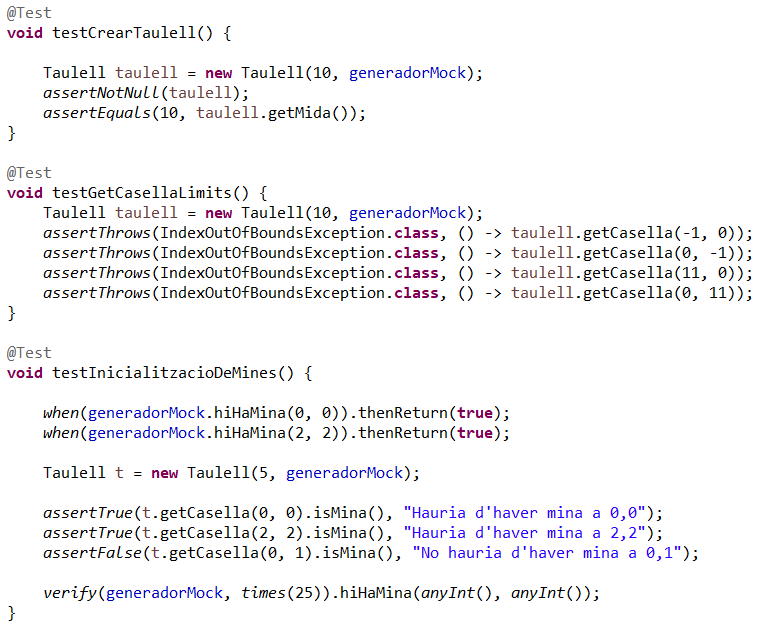 @Test
void testCrearTaulell() {
Taulell taulell = new Taulell(10, generadorMock);
assertNotNull(taulell);
assertEquals(10, taulell.getMida());
}
@Test
void testGetCasellaLimits() {
Taulell taulell = new Taulell(10, generadorMock);
assertThrows(IndexOutOfBoundsException.class, () -> taulell.getCasella(-1, 0));
assertThrows(IndexOutOfBoundsException.class, () -> taulell.getCasella(0, -1));
assertThrows(IndexOutOfBoundsException.class, () -> taulell.getCasella(11, 0));
assertThrows(IndexOutOfBoundsException.class, () -> taulell.getCasella(0, 11));
}
@Test
void testInicialitzacioDeMines() {
when(generadorMock.hiHaMina(0, 0)).thenReturn(true);
when(generadorMock.hiHaMina(2, 2)).thenReturn(true);
Taulell t = new Taulell(5, generadorMock);
assertTrue(t.getCasella(0, 0).isMina(), "Hauria d'haver mina a 0,0");
assertTrue(t.getCasella(2, 2).isMina(), "Hauria d'haver mina a 2,2");
assertFalse(t.getCasella(0, 1).isMina(), "No hauria d'haver mina a 0,1");
verify(generadorMock, times(25)).hiHaMina(anyInt(), anyInt());
}